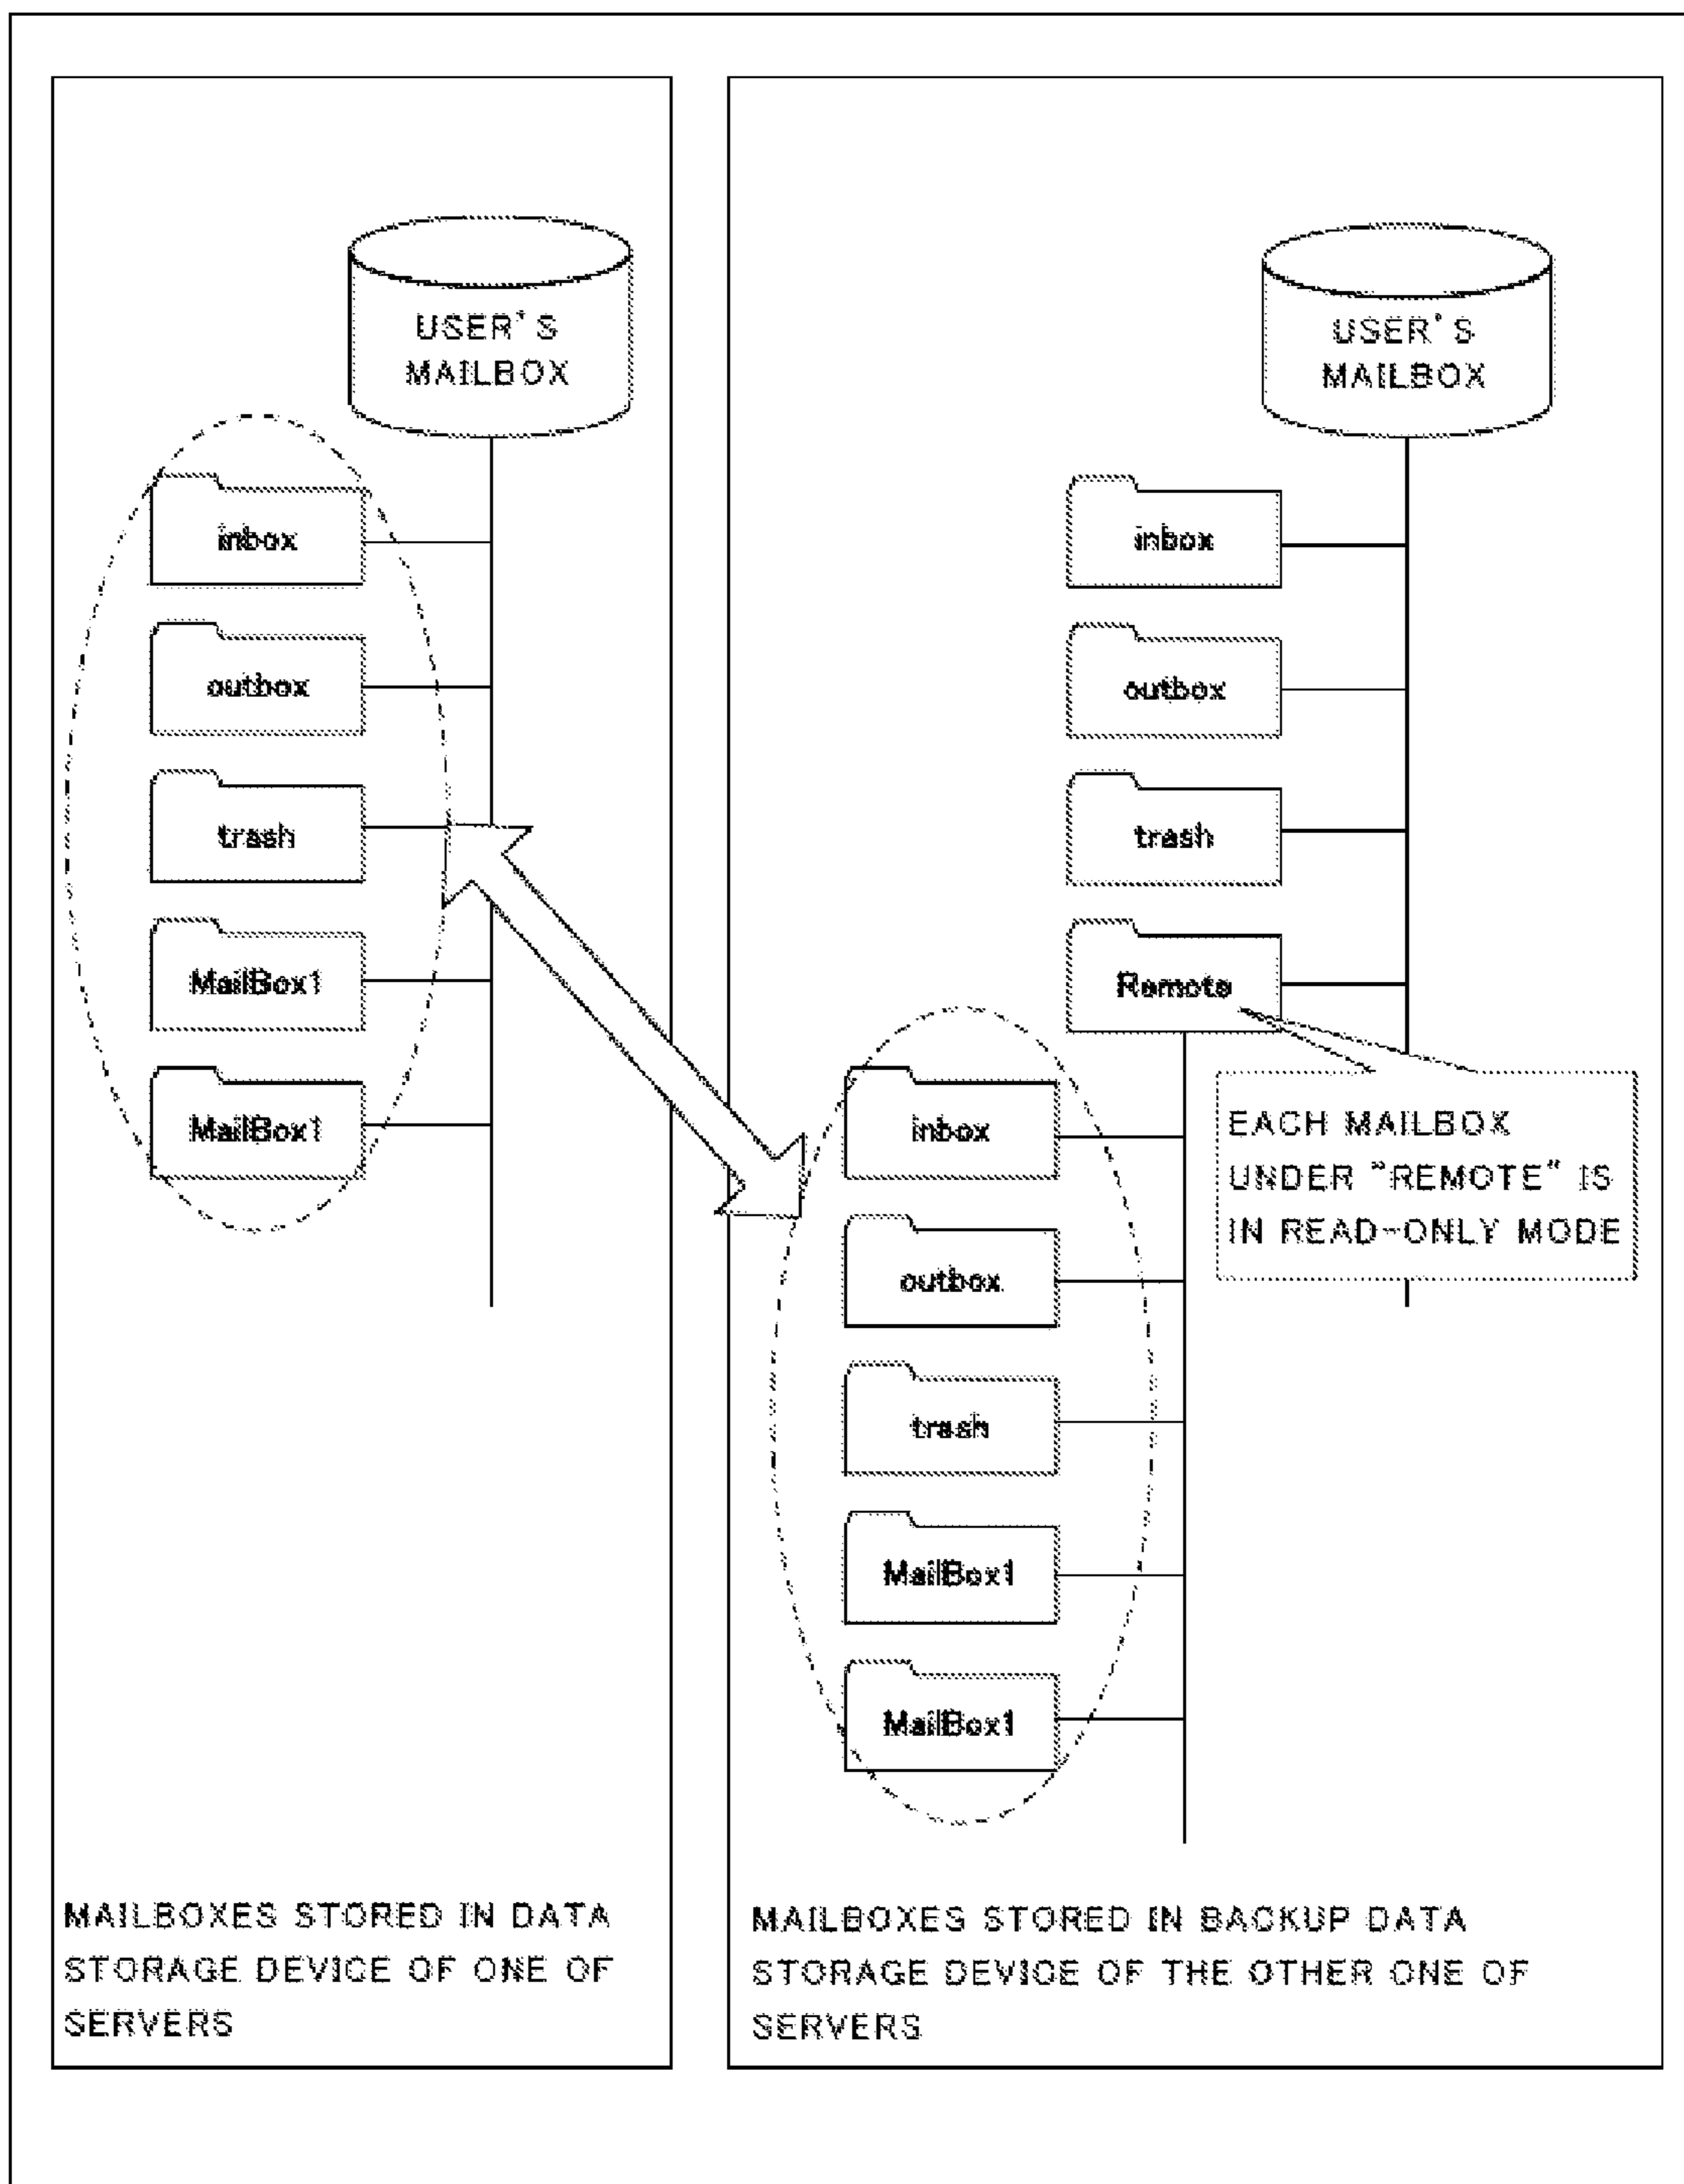 USER'S
MAILBOX
inbox
outbox
trash
MailBox1
MailBox1
MAILBOXES STORED IN DATA
STORAGE DEVICE OF ONE OF
SERVERS
USER'S
MAILBOX
inbox
outbox
trash
Remote
EACH MAILBOX
UNDER "REMOTE" IS
IN READ-ONLY MODE
inbox
outbox
trash
MailBox1
MailBox1
MAILBOXES STORED IN BACKUP DATA
STORAGE DEVICE OF THE OTHER ONE OF
SERVERS